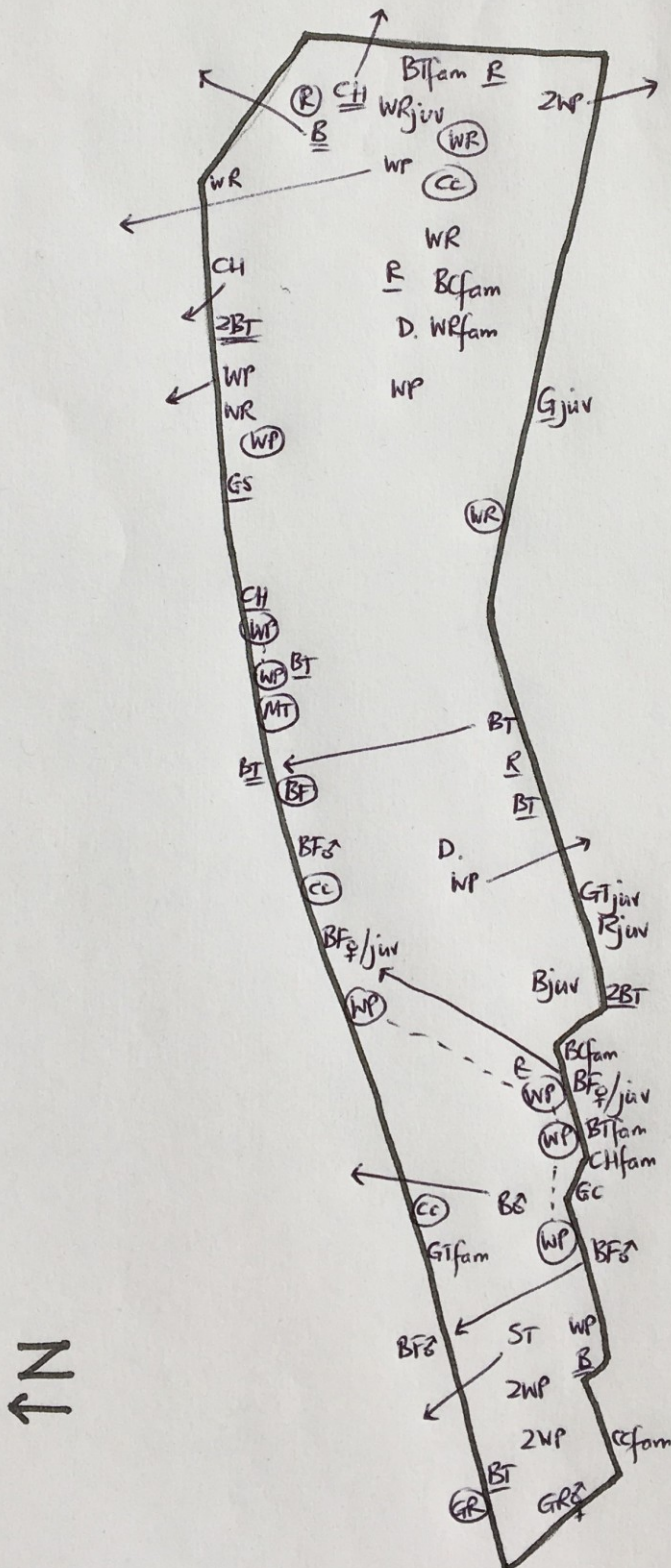 BTfam R
R CH WRjuv 2WP
B WR
WR WP CC
WR
CH R BCfam
2BT D. WRfam
WP WP
WR Gjuv
WP
GS
WR
CH
WP
WP BT
MT BT
BT R
BF BT
BF♂ D.
WP
CC GTjuv
Rjuv
BF♀/juv
Bjuv 2BT
WP
BCfam
R WP BF♀/juv
WP BTfam
CHfam
GC
CC B♂
GTfam WP BF♂
BF♂ ST WP
N B
2WP
2WP CCfam
BT
GR